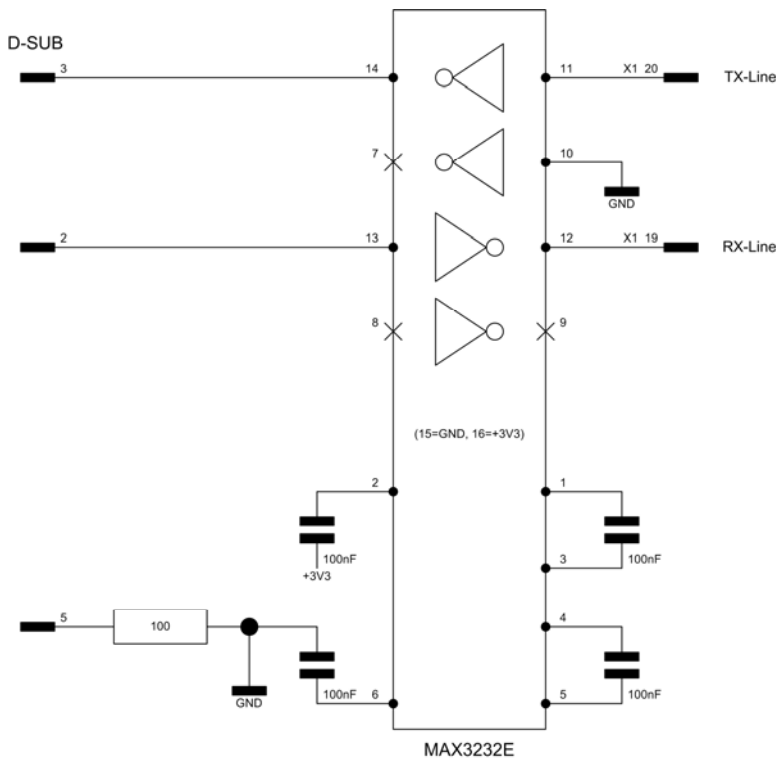 D-SUB
3 14 11 X1 20 TX-Line
7 10
GND
2 13 12 X1 19 RX-Line
8 9
(15=GND, 16=+3V3)
2 1
100nF 100nF
3
+3V3
5 100 4
100nF 100nF
GND 6 5
MAX3232E